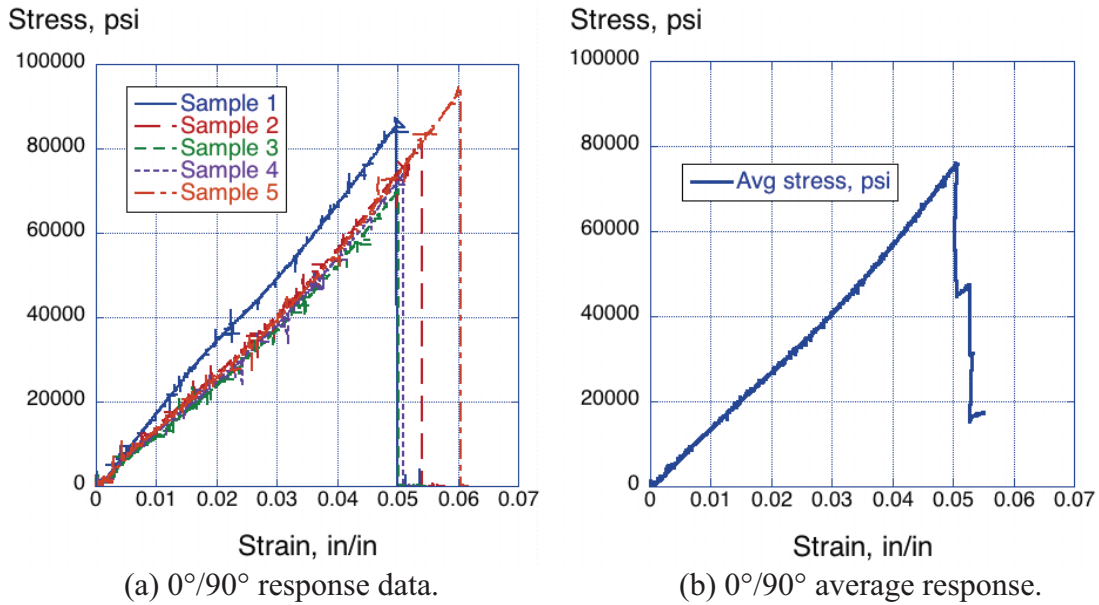 Stress, psi
100000
80000
60000
40000
20000
0
Sample 1
Sample 2
Sample 3
Sample 4
Sample 5
0 0.01 0.02 0.03 0.04 0.05 0.06 0.07
Strain, in/in
(a) 0°/90° response data.
Stress, psi
100000
80000
60000
40000
20000
0
Avg stress, psi
0 0.01 0.02 0.03 0.04 0.05 0.06 0.07
Strain, in/in
(b) 0°/90° average response.